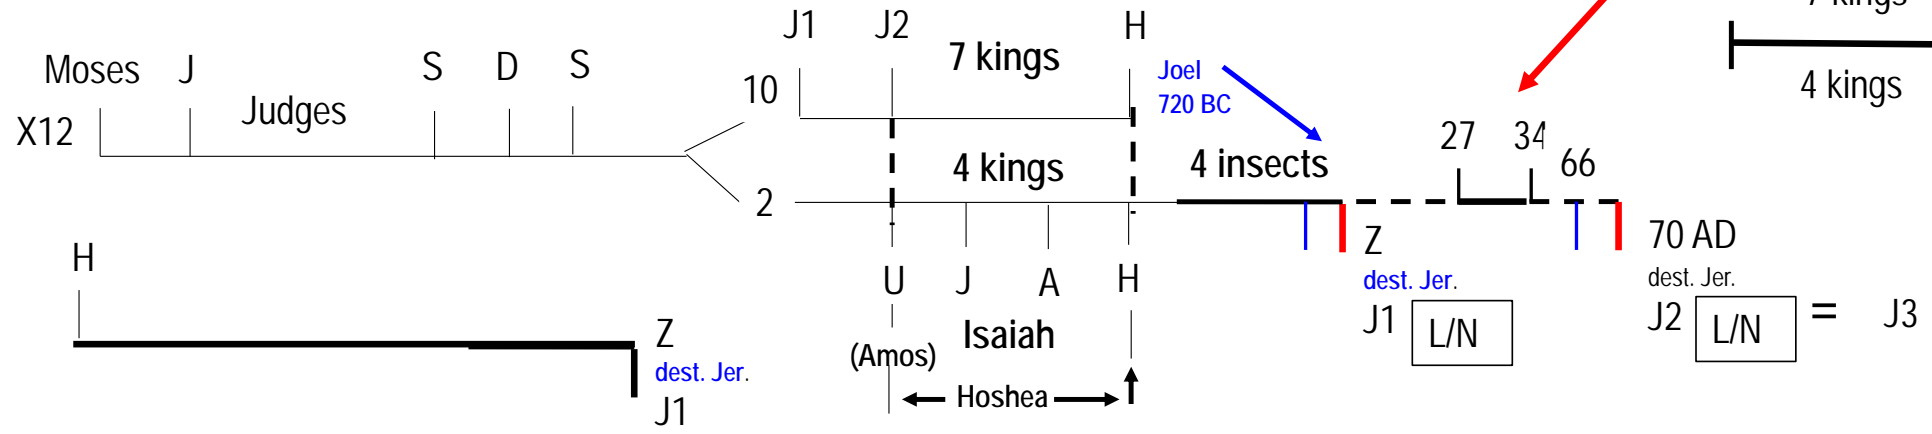 7 kings
4 kings
J1 J2 7 kings H
Moses J S D S
Judges
X12
10
Joel
720 BC
4 kings
4 insects
27 34
66
2
H
U J A H
Z
dest. Jer.
J1 L/N
70 AD
dest. Jer.
J2 L/N = J3
Z
dest. Jer.
J1
Isaiah
(Amos)
Hoshea